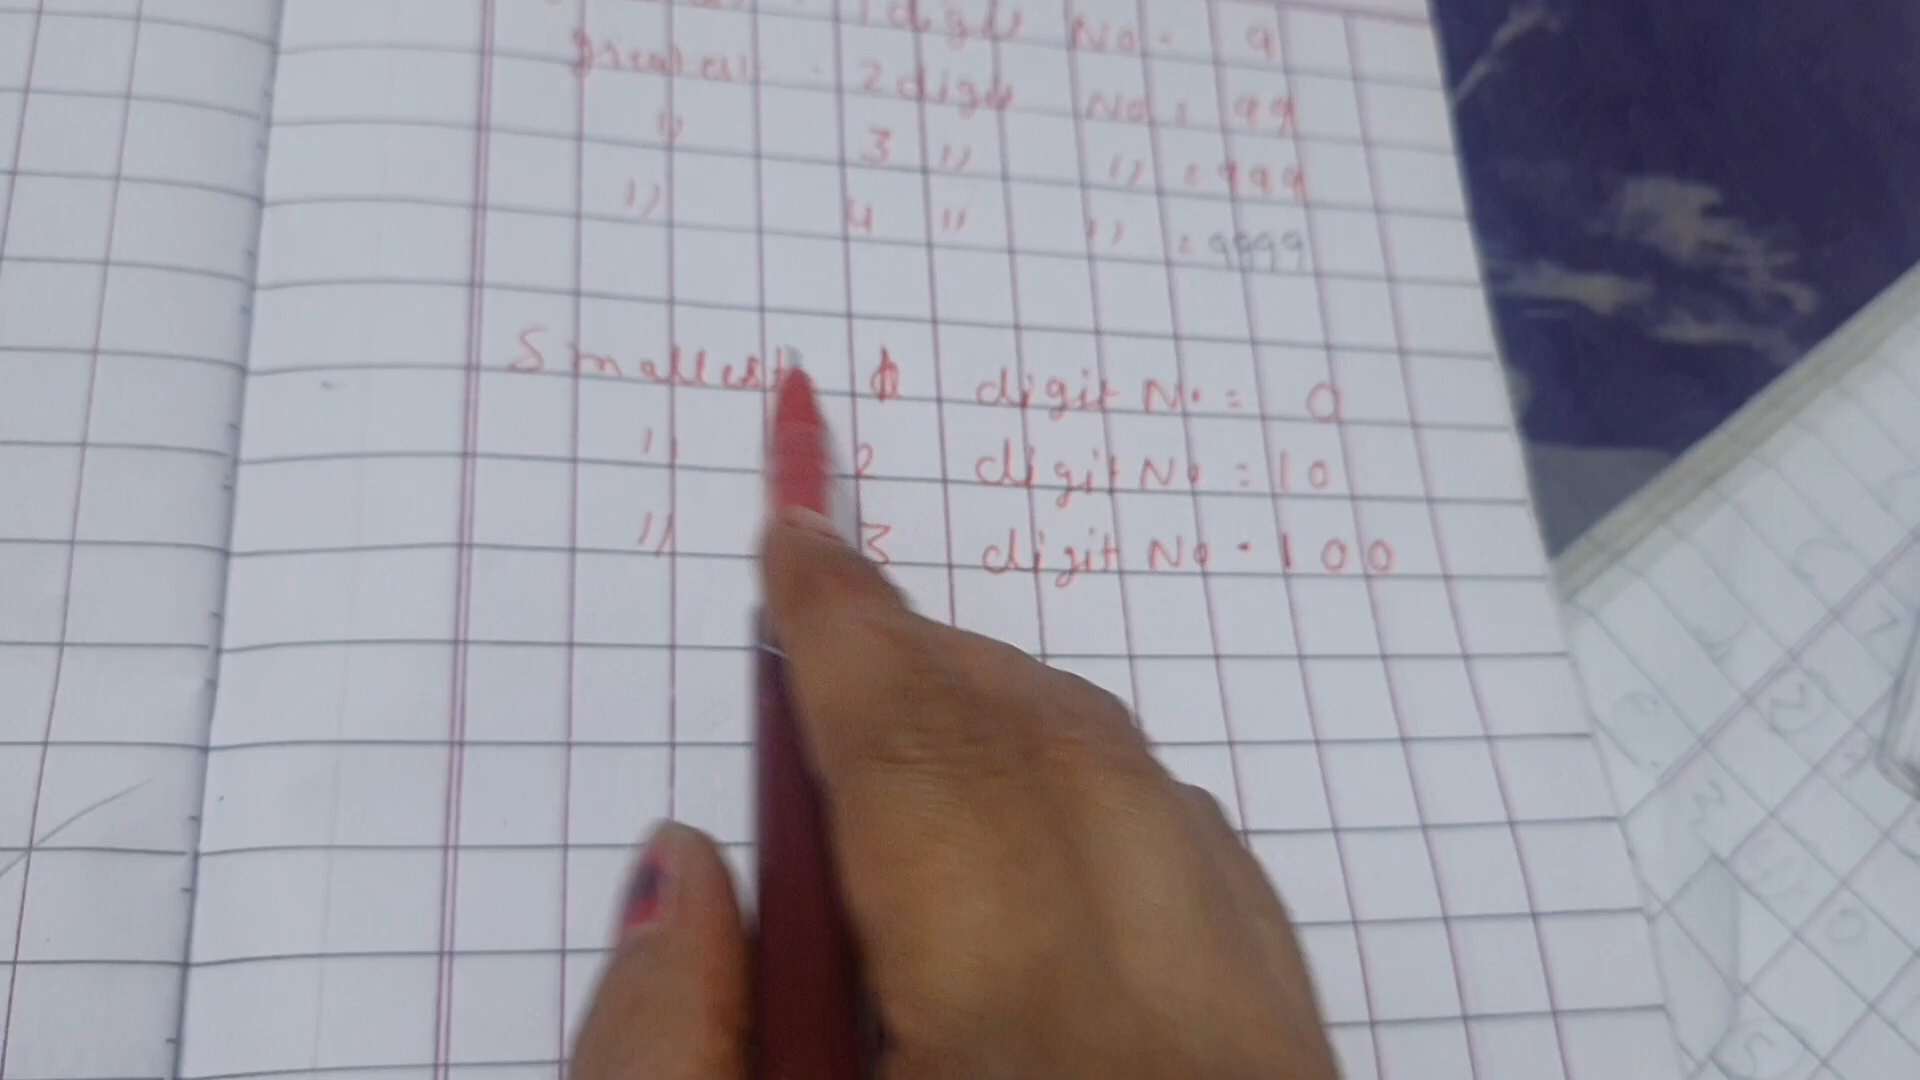 1 digit No. 9
greatest . 2 digit No = 99
" 3 " " = 999
" 4 " " = 9999
Smallest 1 digit No. = 0
" 2 digit No = 10
" 3 digit No - 100